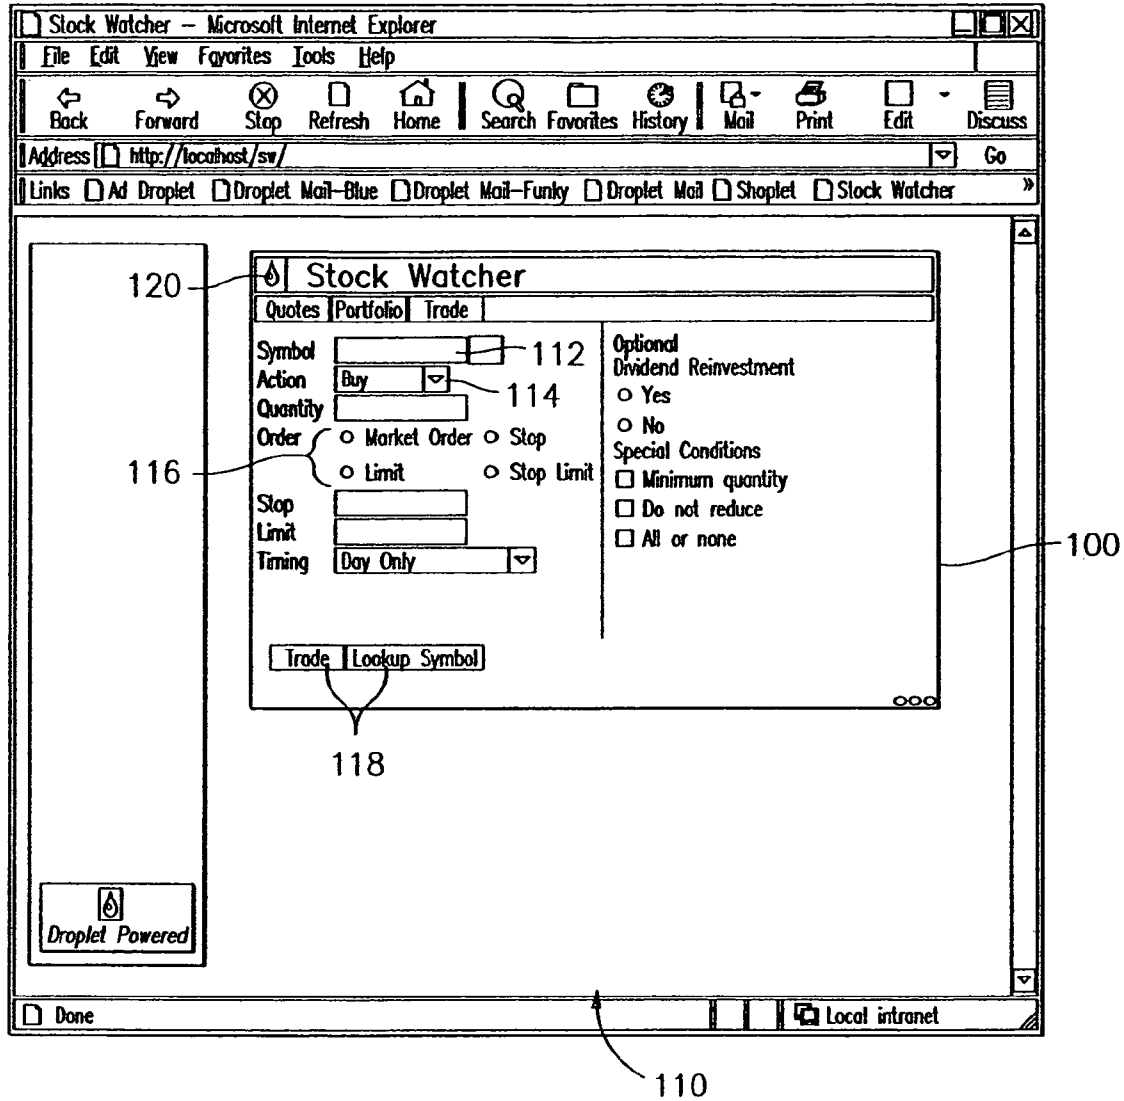 Stock Watcher – Microsoft Internet Explorer
File Edit View Favorites Tools Help
Back Forward Stop Refresh Home Search Favorites History Mail Print Edit Discuss
Address http://localhost/sw/ Go
Links Ad Droplet Droplet Mail-Blue Droplet Mail-Funky Droplet Mail Shoplet Stock Watcher »
120 Stock Watcher
Quotes Portfolio Trade
Symbol 112
Action Buy 114
Quantity
Order Market Order Stop
116 Limit Stop Limit
Stop
Limit
Timing Day Only
Optional
Dividend Reinvestment
Yes
No
Special Conditions
Minimum quantity
Do not reduce
All or none
100
Trade Lookup Symbol
118
Droplet Powered
Done Local intranet
110